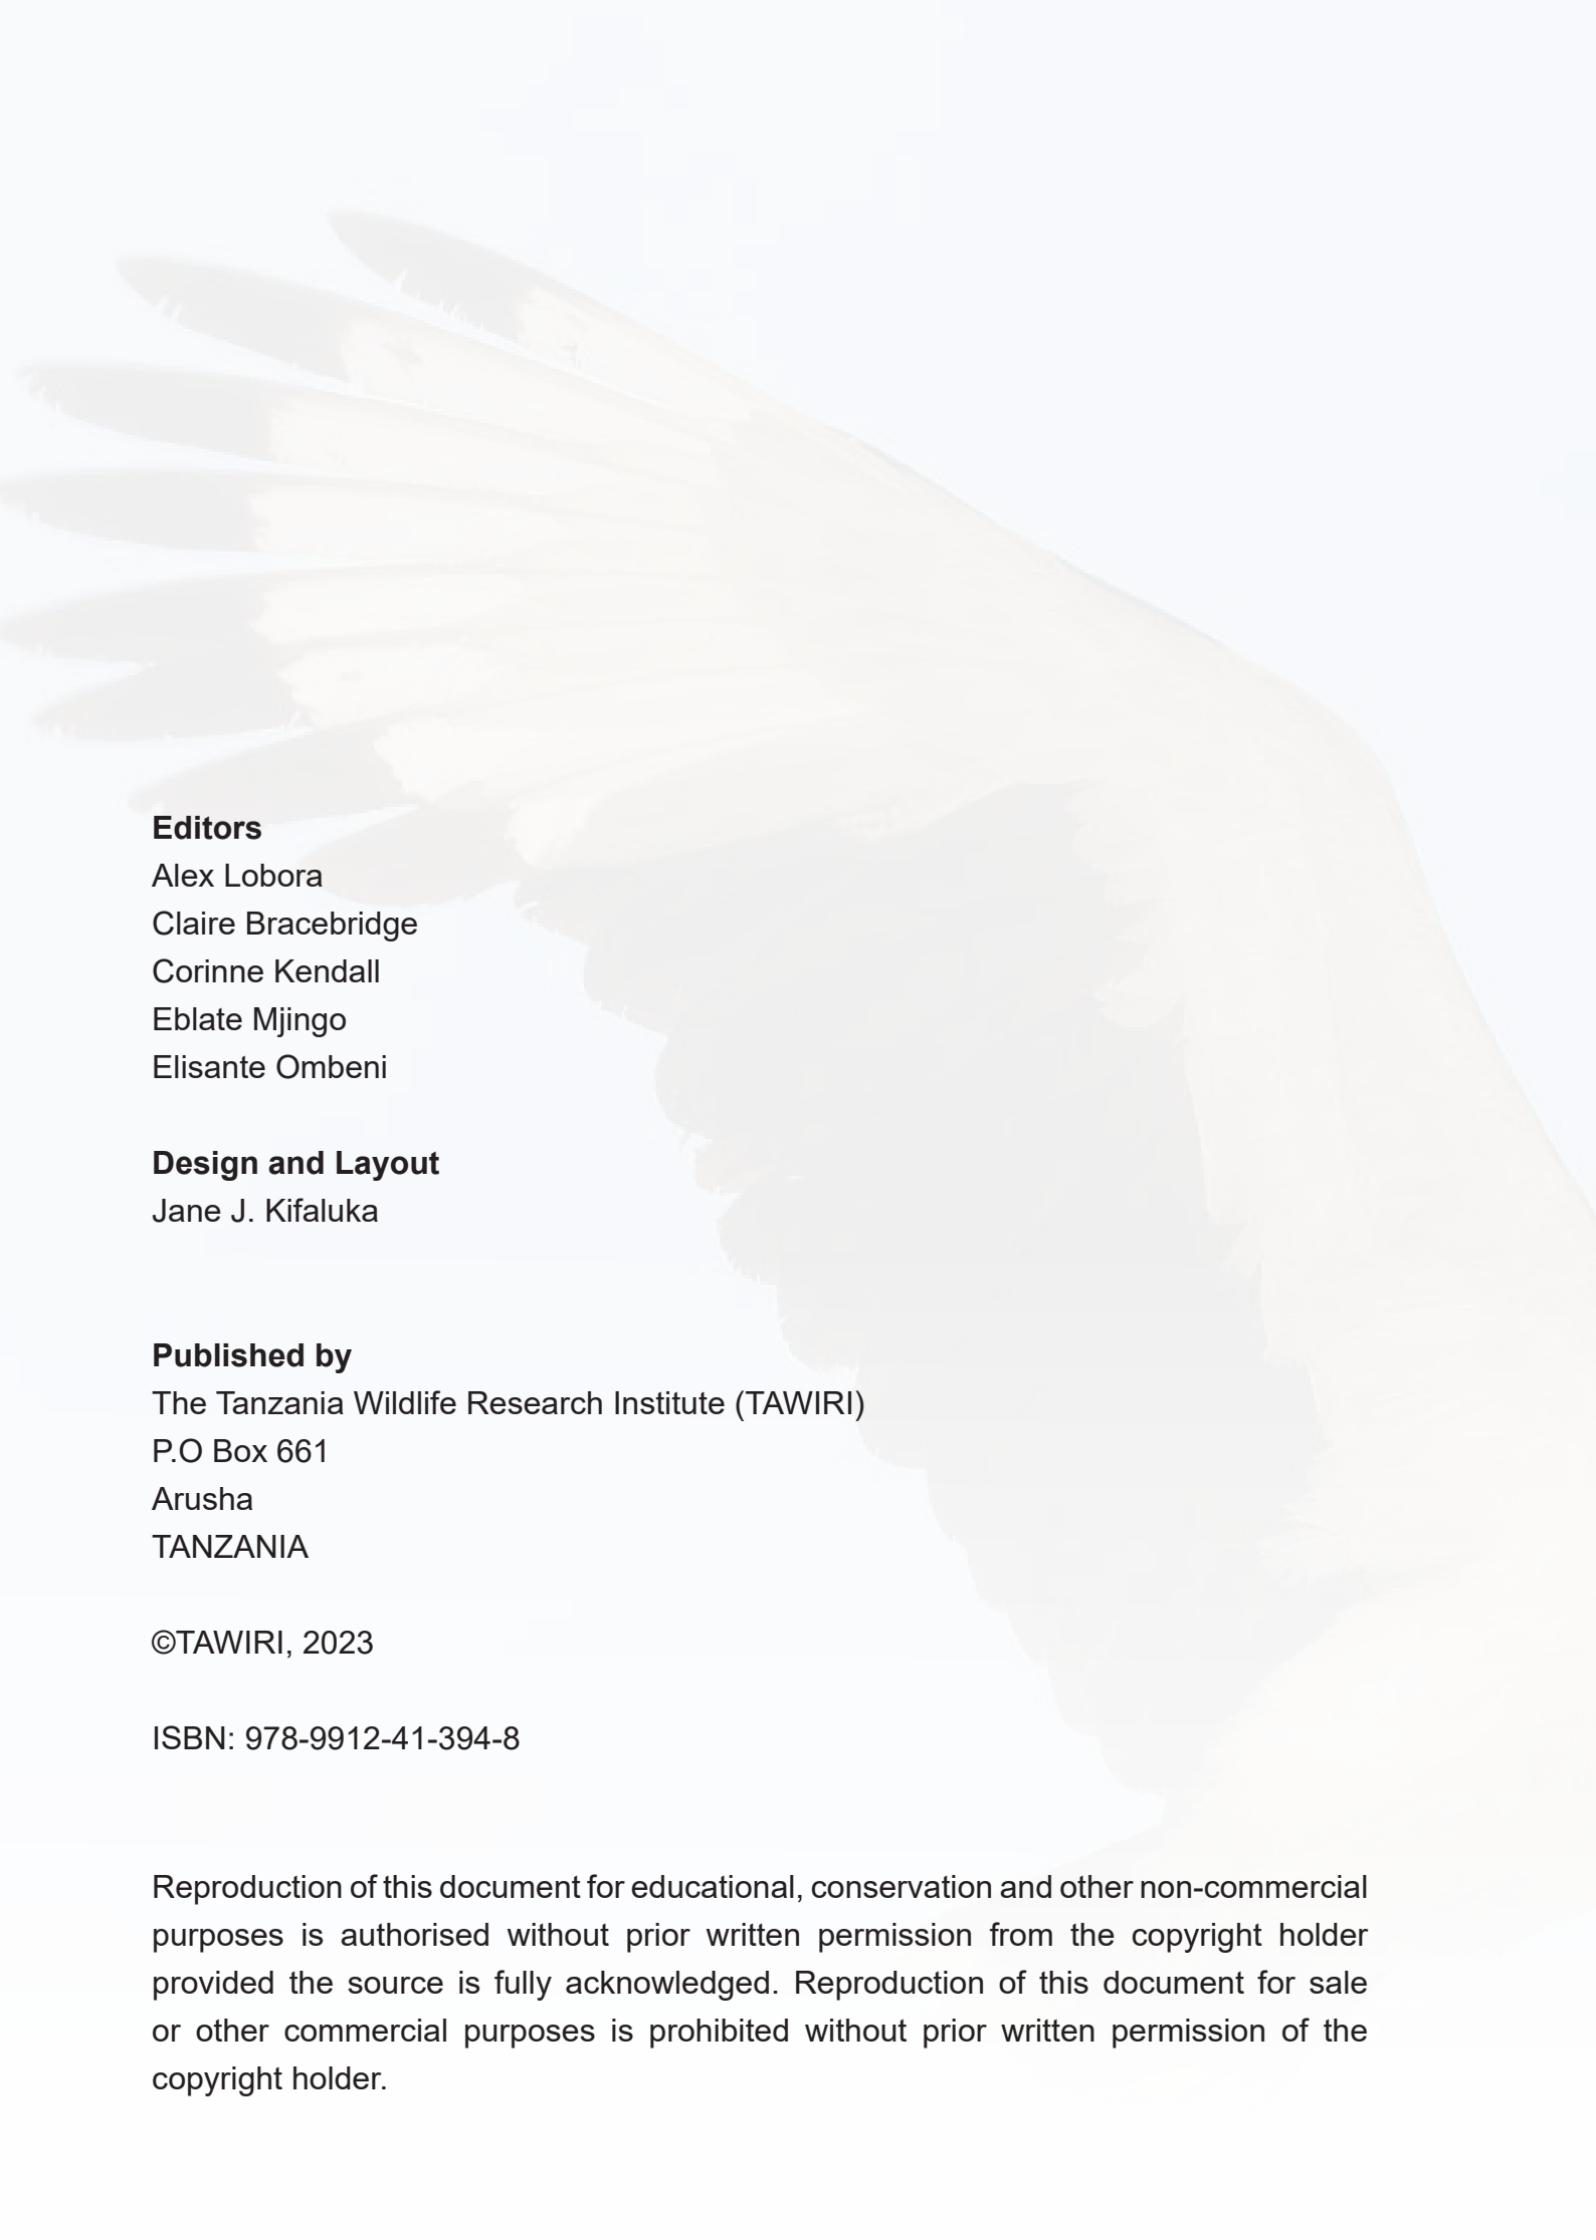 Editors
Alex Lobora
Claire Bracebridge
Corinne Kendall
Eblate Mjingo
Elisante Ombeni
Design and Layout
Jane J. Kifaluka
Published by
The Tanzania Wildlife Research Institute (TAWIRI)
P.O Box 661
Arusha
TANZANIA
©TAWIRI, 2023
ISBN: 978-9912-41-394-8
Reproduction of this document for educational, conservation and other non-commercial
purposes is authorised without prior written permission from the copyright holder
provided the source is fully acknowledged. Reproduction of this document for sale
or other commercial purposes is prohibited without prior written permission of the
copyright holder.